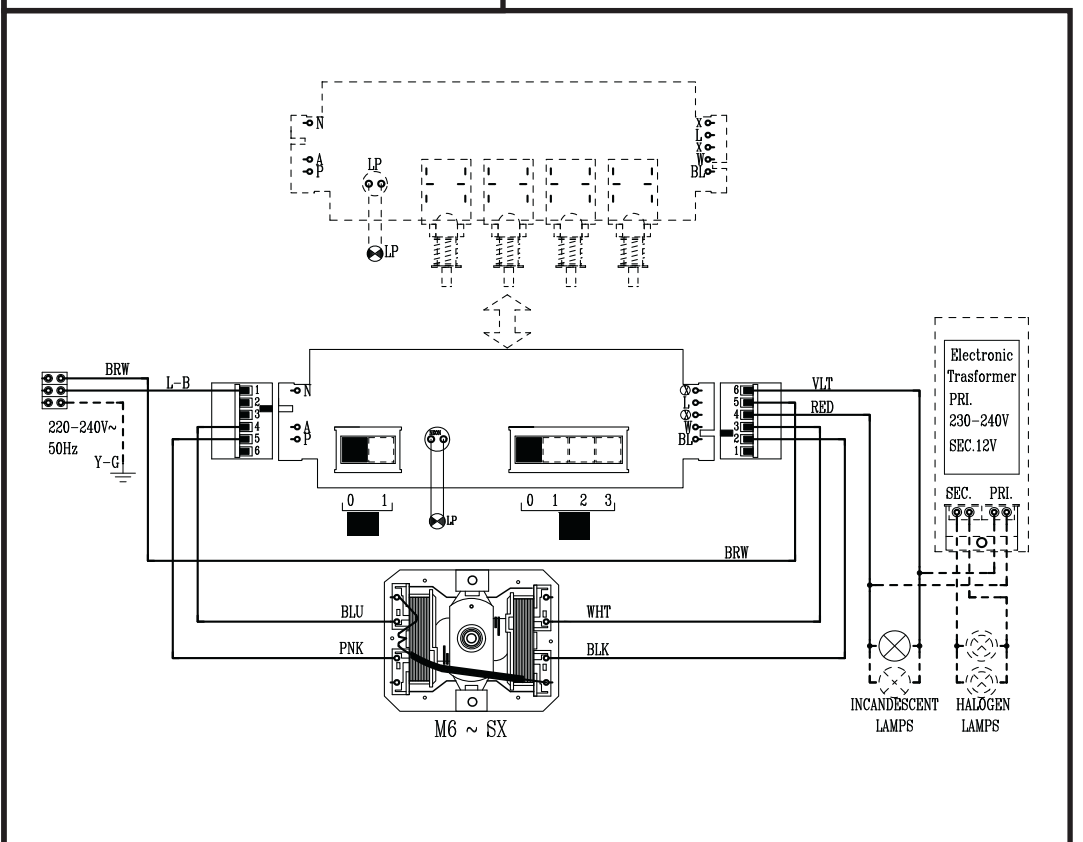 N
A
P
LP
LP
X
L
X
W
BL
BRW
L-B
220-240V~
50Hz
Y-G
1
2
3
4
5
6
N
A
P
0 1
LP
0 1 2 3
X
L
X
W
BL
6
5
4
3
2
1
VLT
RED
BRW
BLU
PNK
WHT
BLK
M6 ~ SX
Electronic
Trasformer
PRI.
230-240V
SEC.12V
SEC. PRI.
INCANDESCENT
LAMPS
HALOGEN
LAMPS